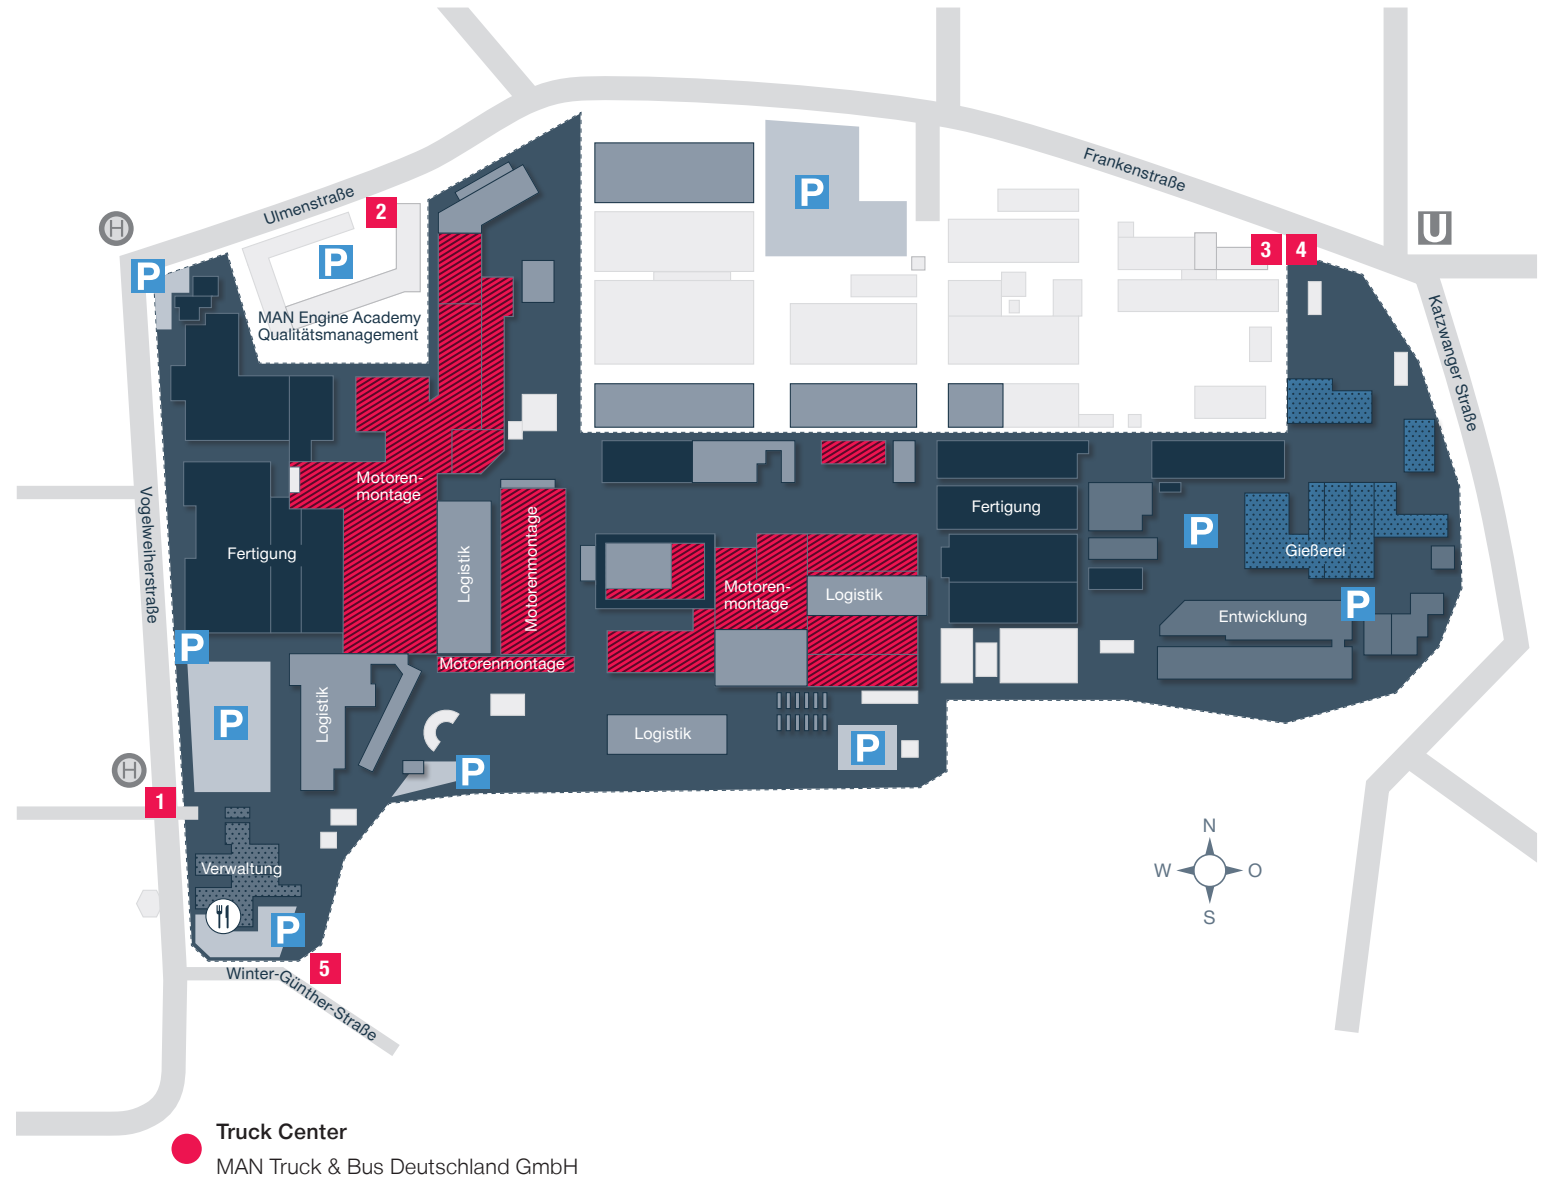 Frankenstraße
Ulmenstraße
2
H
P
P
P
3
4
U
MAN Engine Academy
Qualitätsmanagement
Katzwanger Straße
Motoren-
montage
Vogelweiherstraße
Fertigung
Logistik
Motorenmontage
Fertigung
P
Gießerei
Motoren-
montage
Logistik
P
Entwicklung
P
Motorenmontage
P
Logistik
Logistik
P
P
H
1
N
W
O
S
Verwaltung
P
5
Winter-Günther-Straße
Truck Center
MAN Truck & Bus Deutschland GmbH